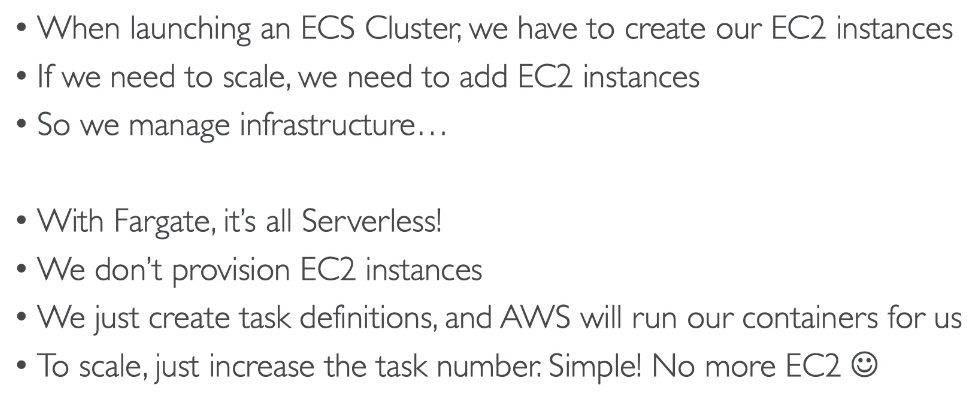 • When launching an ECS Cluster, we have to create our EC2 instances
• If we need to scale, we need to add EC2 instances
• So we manage infrastructure…
• With Fargate, it’s all Serverless!
• We don’t provision EC2 instances
• We just create task definitions, and AWS will run our containers for us
• To scale, just increase the task number. Simple! No more EC2 ☺